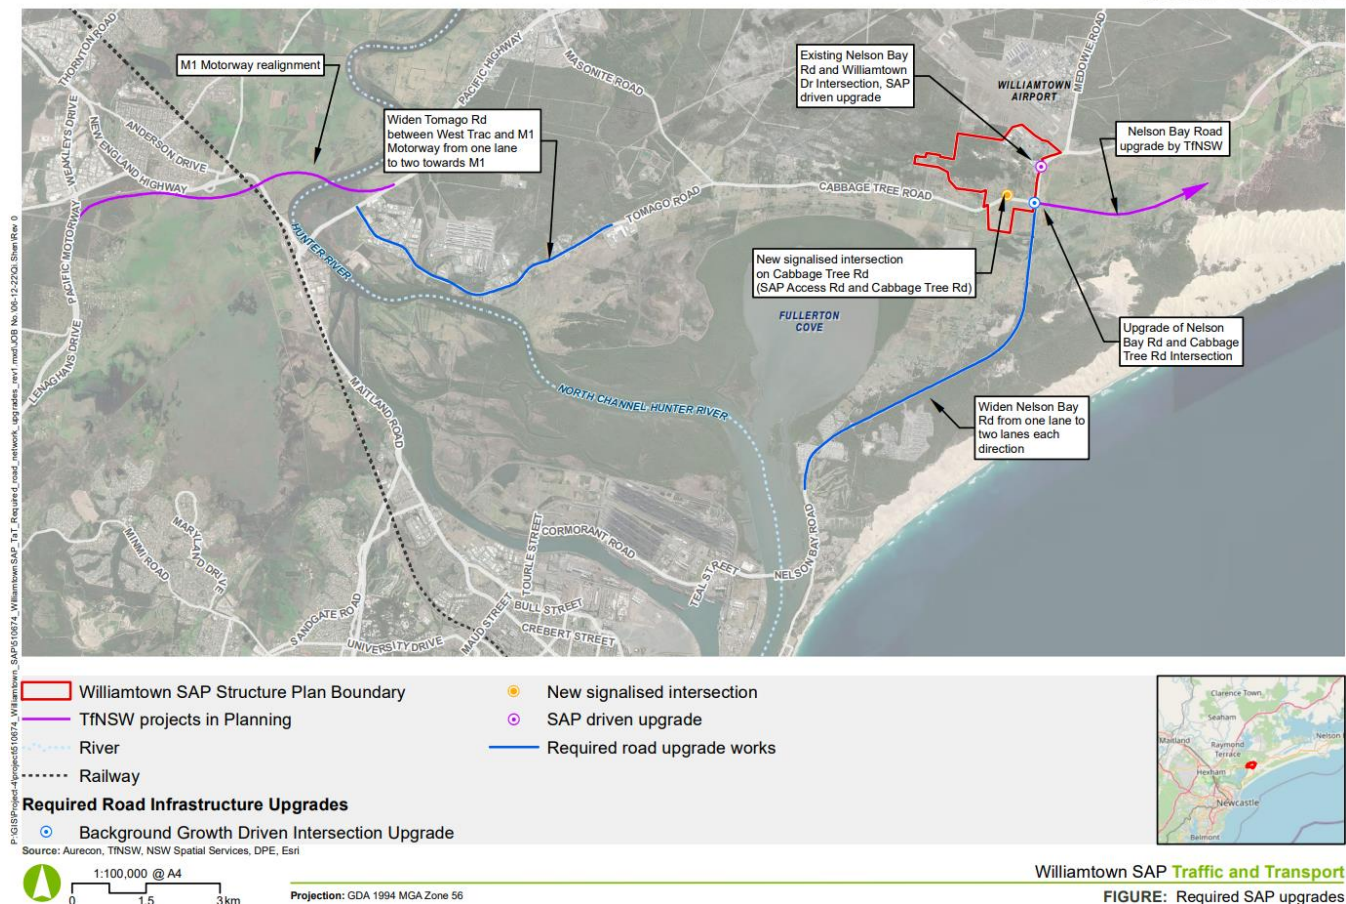 THORNTON ROAD
M1 Motorway realignment
PACIFIC HIGHWAY
MASONITE ROAD
Existing Nelson Bay
Rd and Williamtown
Dr Intersection, SAP
driven upgrade
WILLIAMTOWN
AIRPORT
MEDOWIE ROAD
WEAKLEYS DRIVE
ANDERSON DRIVE
NEW ENGLAND HIGHWAY
Widen Tomago Rd
between West Trac and M1
Motorway from one lane
to two towards M1
Nelson Bay Road
upgrade by TfNSW
CABBAGE TREE ROAD
TOMAGO ROAD
PACIFIC MOTORWAY
HUNTER RIVER
New signalised intersection
on Cabbage Tree Rd
(SAP Access Rd and Cabbage Tree Rd)
FULLERTON
COVE
Upgrade of Nelson
Bay Rd and Cabbage
Tree Rd Intersection
LENAGHANS DRIVE
MAITLAND ROAD
NORTH CHANNEL HUNTER RIVER
Widen Nelson Bay
Rd from one lane to
two lanes each
direction
MARYLAND DRIVE
MINMI ROAD
TOURLE STREET
CORMORANT ROAD
TEAL STREET
NELSON BAY ROAD
SANDGATE ROAD
UNIVERSITY DRIVE
MAUD STREET
BULL STREET
CREBERT STREET
Williamtown SAP Structure Plan Boundary
TfNSW projects in Planning
River
Railway
Required Road Infrastructure Upgrades
Background Growth Driven Intersection Upgrade
New signalised intersection
SAP driven upgrade
Required road upgrade works
Clarence Town
Seaham
Maitland
Raymond
Terrace
Nelson
Hexham
Newcastle
Belmont
Source: Aurecon, TfNSW, NSW Spatial Services, DPE, Esri
1:100,000 @ A4
0 1.5 3km
Projection: GDA 1994 MGA Zone 56
Williamtown SAP Traffic and Transport
FIGURE: Required SAP upgrades